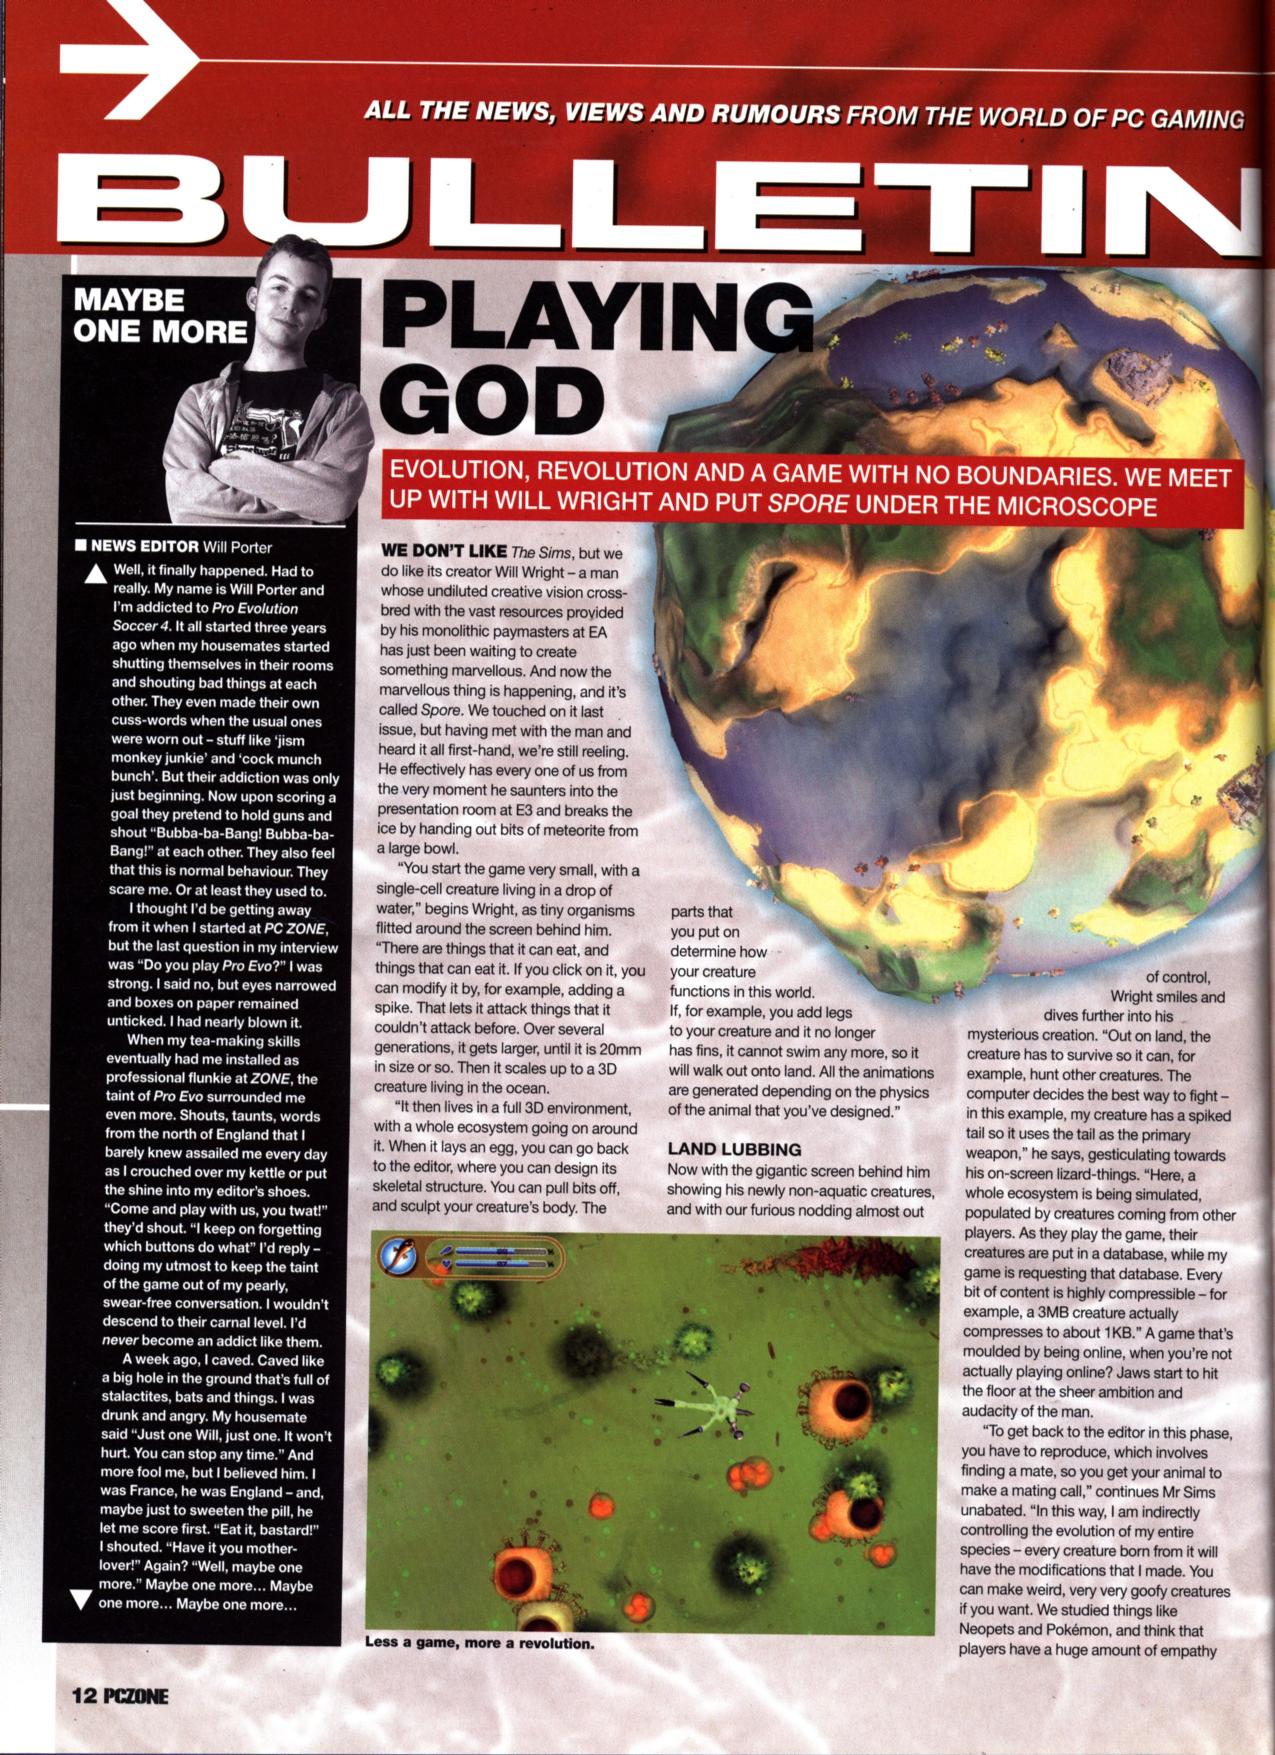 ALL THE NEWS, VIEWS AND RUMOURS FROM THE WORLD OF PC GAMING
BULLETIN
MAYBE
ONE MORE
■ NEWS EDITOR Will Porter
Well, it finally happened. Had to
really. My name is Will Porter and
I'm addicted to Pro Evolution
Soccer 4. It all started three years
ago when my housemates started
shutting themselves in their rooms
and shouting bad things at each
other. They even made their own
cuss-words when the usual ones
were worn out – stuff like 'jism
monkey junkie' and 'cock munch
bunch'. But their addiction was only
just beginning. Now upon scoring a
goal they pretend to hold guns and
shout "Bubba-ba-Bang! Bubba-ba-
Bang!" at each other. They also feel
that this is normal behaviour. They
scare me. Or at least they used to.
I thought I'd be getting away
from it when I started at PC ZONE,
but the last question in my interview
was "Do you play Pro Evo?" I was
strong. I said no, but eyes narrowed
and boxes on paper remained
unticked. I had nearly blown it.
When my tea-making skills
eventually had me installed as
professional flunkie at ZONE, the
taint of Pro Evo surrounded me
even more. Shouts, taunts, words
from the north of England that I
barely knew assailed me every day
as I crouched over my kettle or put
the shine into my editor's shoes.
"Come and play with us, you twat!"
they'd shout. "I keep on forgetting
which buttons do what" I'd reply –
doing my utmost to keep the taint
of the game out of my pearly,
swear-free conversation. I wouldn't
descend to their carnal level. I'd
never become an addict like them.
A week ago, I caved. Caved like
a big hole in the ground that's full of
stalactites, bats and things. I was
drunk and angry. My housemate
said "Just one Will, just one. It won't
hurt. You can stop any time." And
more fool me, but I believed him. I
was France, he was England – and,
maybe just to sweeten the pill, he
let me score first. "Eat it, bastard!"
I shouted. "Have it you mother-
lover!" Again? "Well, maybe one
more." Maybe one more... Maybe
one more... Maybe one more...
PLAYING
GOD
EVOLUTION, REVOLUTION AND A GAME WITH NO BOUNDARIES. WE MEET
UP WITH WILL WRIGHT AND PUT SPORE UNDER THE MICROSCOPE
WE DON'T LIKE The Sims, but we
do like its creator Will Wright – a man
whose undiluted creative vision cross-
bred with the vast resources provided
by his monolithic paymasters at EA
has just been waiting to create
something marvellous. And now the
marvellous thing is happening, and it's
called Spore. We touched on it last
issue, but having met with the man and
heard it all first-hand, we're still reeling.
He effectively has every one of us from
the very moment he saunters into the
presentation room at E3 and breaks the
ice by handing out bits of meteorite from
a large bowl.
"You start the game very small, with a
single-cell creature living in a drop of
water," begins Wright, as tiny organisms
flitted around the screen behind him.
"There are things that it can eat, and
things that can eat it. If you click on it, you
can modify it by, for example, adding a
spike. That lets it attack things that it
couldn't attack before. Over several
generations, it gets larger, until it is 20mm
in size or so. Then it scales up to a 3D
creature living in the ocean.
"It then lives in a full 3D environment,
with a whole ecosystem going on around
it. When it lays an egg, you can go back
to the editor, where you can design its
skeletal structure. You can pull bits off,
and sculpt your creature's body. The
parts that
you put on
determine how
your creature
functions in this world.
If, for example, you add legs
to your creature and it no longer
has fins, it cannot swim any more, so it
will walk out onto land. All the animations
are generated depending on the physics
of the animal that you've designed."
LAND LUBBING
Now with the gigantic screen behind him
showing his newly non-aquatic creatures,
and with our furious nodding almost out
of control,
Wright smiles and
dives further into his
mysterious creation. "Out on land, the
creature has to survive so it can, for
example, hunt other creatures. The
computer decides the best way to fight –
in this example, my creature has a spiked
tail so it uses the tail as the primary
weapon," he says, gesticulating towards
his on-screen lizard-things. "Here, a
whole ecosystem is being simulated,
populated by creatures coming from other
players. As they play the game, their
creatures are put in a database, while my
game is requesting that database. Every
bit of content is highly compressible – for
example, a 3MB creature actually
compresses to about 1KB." A game that's
moulded by being online, when you're not
actually playing online? Jaws start to hit
the floor at the sheer ambition and
audacity of the man.
"To get back to the editor in this phase,
you have to reproduce, which involves
finding a mate, so you get your animal to
make a mating call," continues Mr Sims
unabated. "In this way, I am indirectly
controlling the evolution of my entire
species – every creature born from it will
have the modifications that I made. You
can make weird, very very goofy creatures
if you want. We studied things like
Neopets and Pokémon, and think that
players have a huge amount of empathy
Less a game, more a revolution.
12 PCZONE